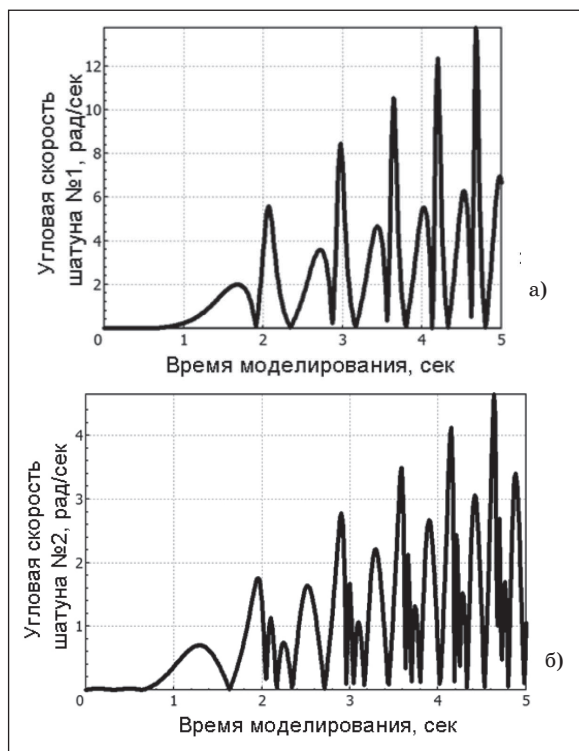 Угловая скорость
шатуна №1, рад/сек
12
10
8
6
4
2
0 1 2 3 4 5
Время моделирования, сек
:
а)
Угловая скорость
шатуна №2, рад/сек
4
3
2
1
0
0 1 2 3 4 5
Время моделирования, сек
б)